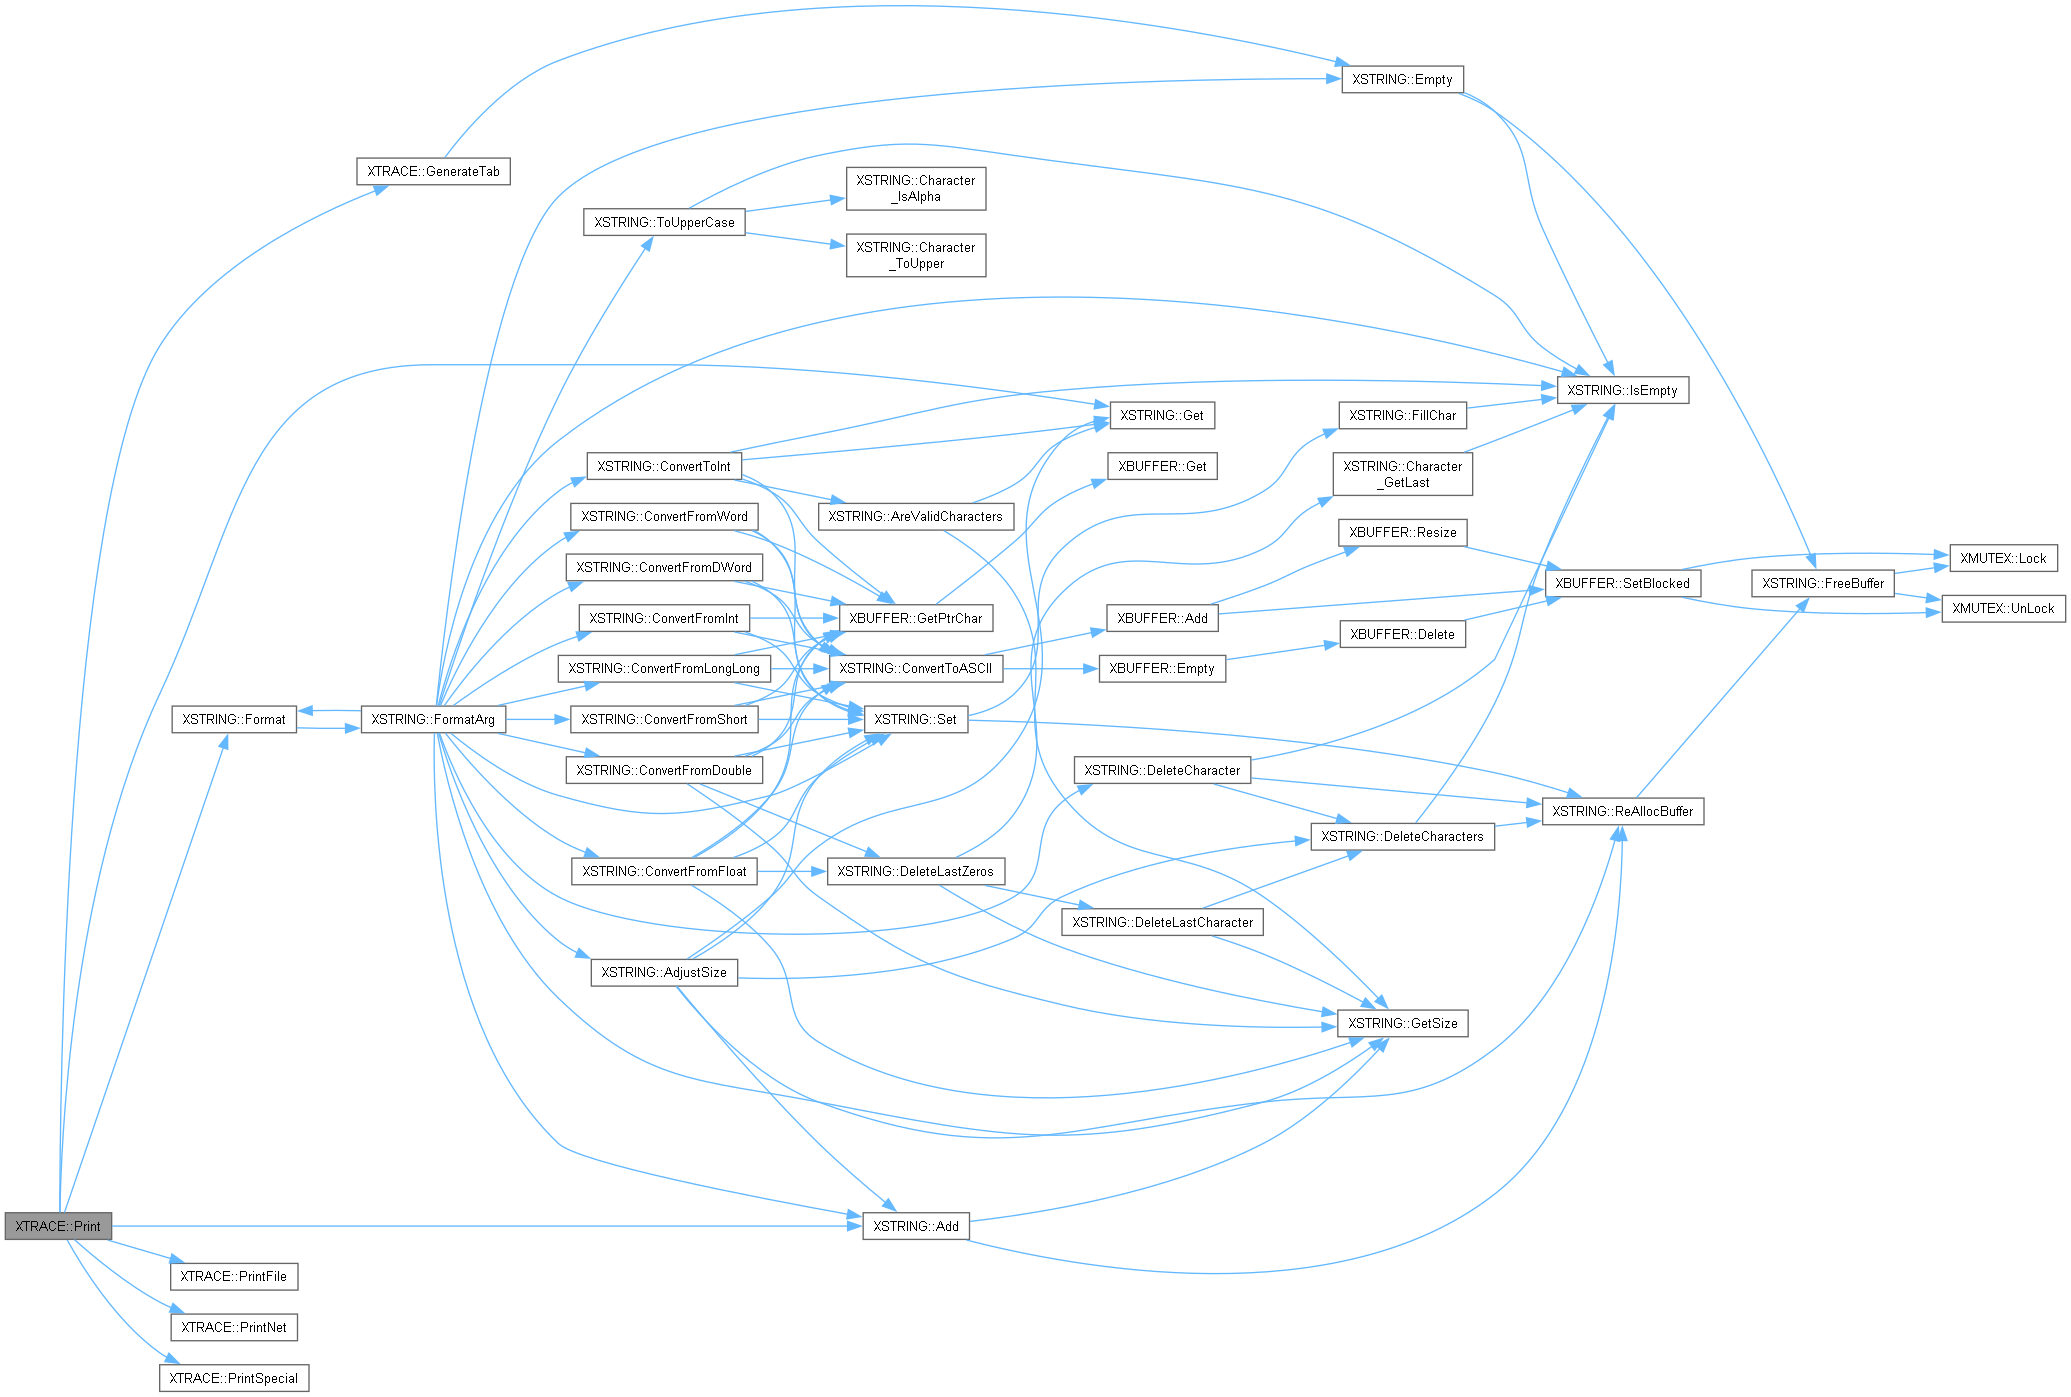 XSTRING::Empty
XTRACE::GenerateTab
XSTRING::Character
_IsAlpha
XSTRING::ToUpperCase
XSTRING::Character
_ToUpper
XSTRING::IsEmpty
XSTRING::Get
XSTRING::FillChar
XSTRING::ConvertToInt
XBUFFER::Get
XSTRING::Character
_GetLast
XSTRING::ConvertFromWord
XSTRING::AreValidCharacters
XBUFFER::Resize
XMUTEX::Lock
XSTRING::ConvertFromDWord
XBUFFER::SetBlocked
XSTRING::FreeBuffer
XMUTEX::UnLock
XSTRING::ConvertFromInt
XBUFFER::GetPtrChar
XBUFFER::Add
XBUFFER::Delete
XSTRING::ConvertFromLongLong
XSTRING::ConvertToASCII
XBUFFER::Empty
XSTRING::Format
XSTRING::FormatArg
XSTRING::ConvertFromShort
XSTRING::Set
XSTRING::ConvertFromDouble
XSTRING::DeleteCharacter
XSTRING::ReAllocBuffer
XSTRING::DeleteCharacters
XSTRING::ConvertFromFloat
XSTRING::DeleteLastZeros
XSTRING::DeleteLastCharacter
XSTRING::AdjustSize
XSTRING::GetSize
XTRACE::Print
XSTRING::Add
XTRACE::PrintFile
XTRACE::PrintNet
XTRACE::PrintSpecial